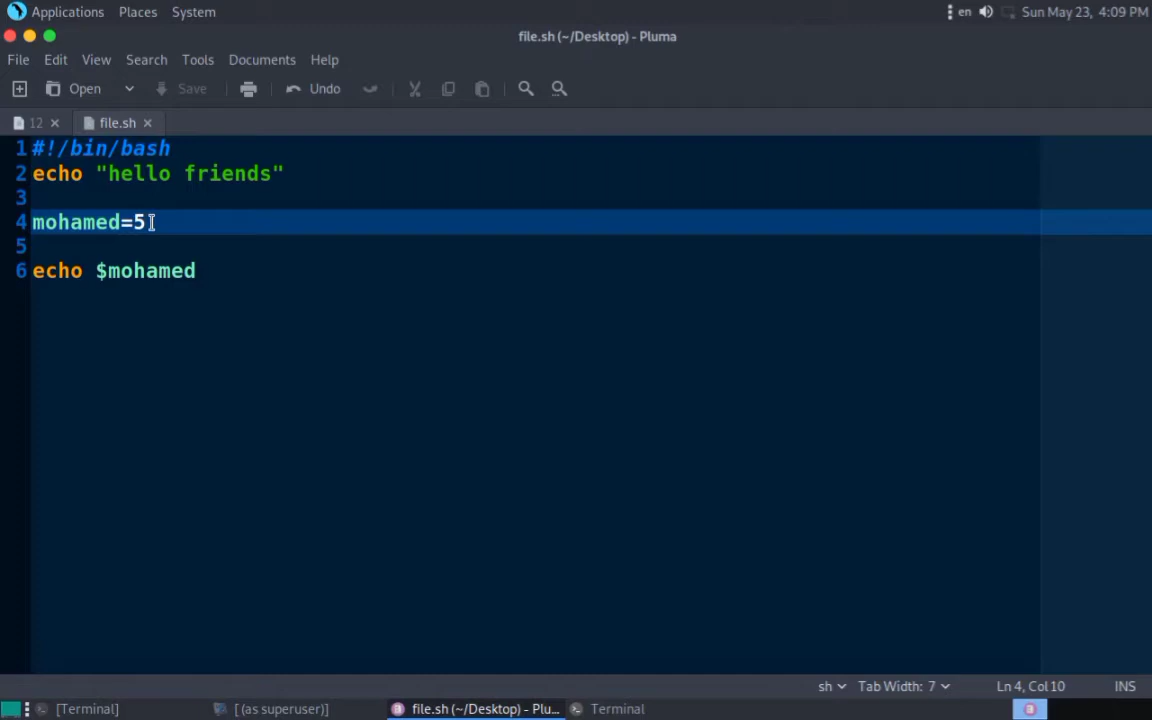 Applications Places System en Sun May 23, 4:09 PM
file.sh (~/Desktop) - Pluma
File Edit View Search Tools Documents Help
Open Save Undo
12 file.sh
1 #!/bin/bash
2 echo "hello friends"
3
4 mohamed=5
5
6 echo $mohamed
sh Tab Width: 7 Ln 4, Col 10 INS
[Terminal] [ (as superuser)] file.sh (~/Desktop) - Plu... Terminal